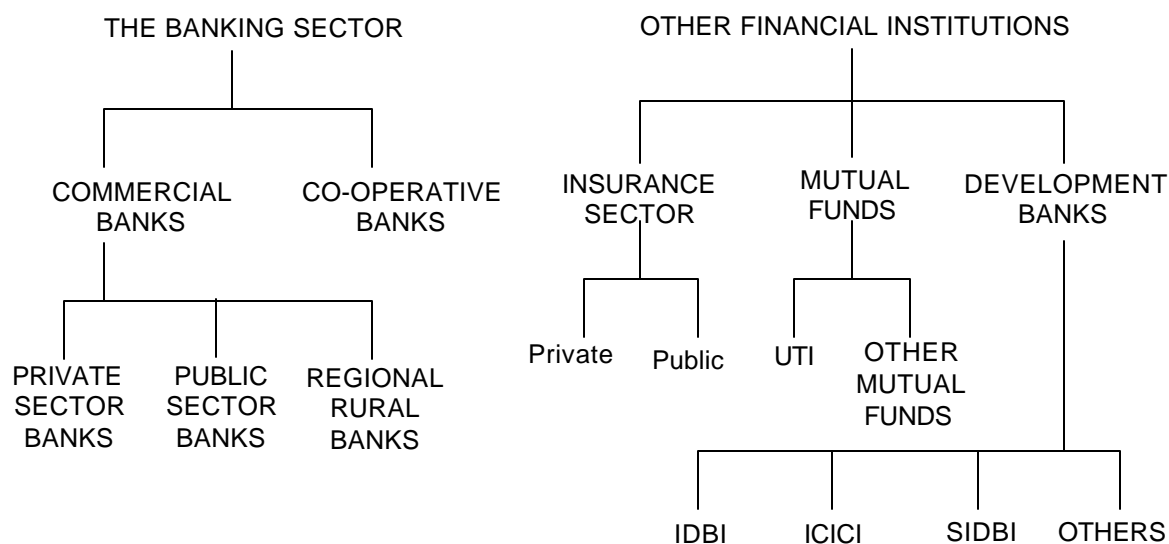 THE BANKING SECTOR
OTHER FINANCIAL INSTITUTIONS
COMMERCIAL
BANKS
CO-OPERATIVE
BANKS
INSURANCE
SECTOR
MUTUAL
FUNDS
DEVELOPMENT
BANKS
PRIVATE
SECTOR
BANKS
PUBLIC
SECTOR
BANKS
REGIONAL
RURAL
BANKS
Private
Public
UTI
OTHER
MUTUAL
FUNDS
IDBI
ICICI
SIDBI
OTHERS